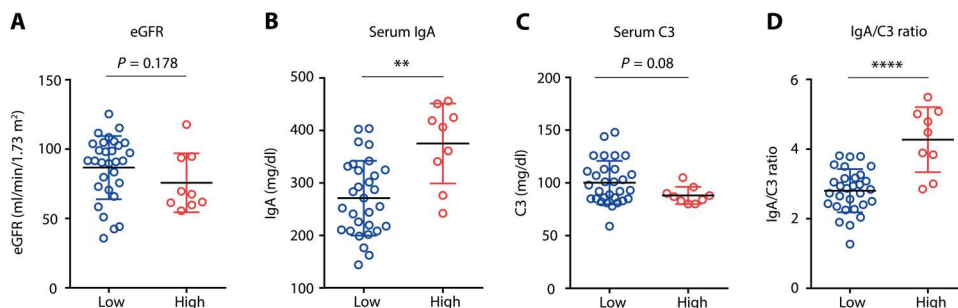 A
eGFR
P = 0.178
eGFR (ml/min/1.73 m²)
150
100
50
0
Low
High
B
Serum IgA
**
IgA (mg/dl)
500
400
300
200
100
Low
High
C
Serum C3
P = 0.08
C3 (mg/dl)
200
150
100
50
0
Low
High
D
IgA/C3 ratio
****
IgA/C3 ratio
6
4
2
0
Low
High